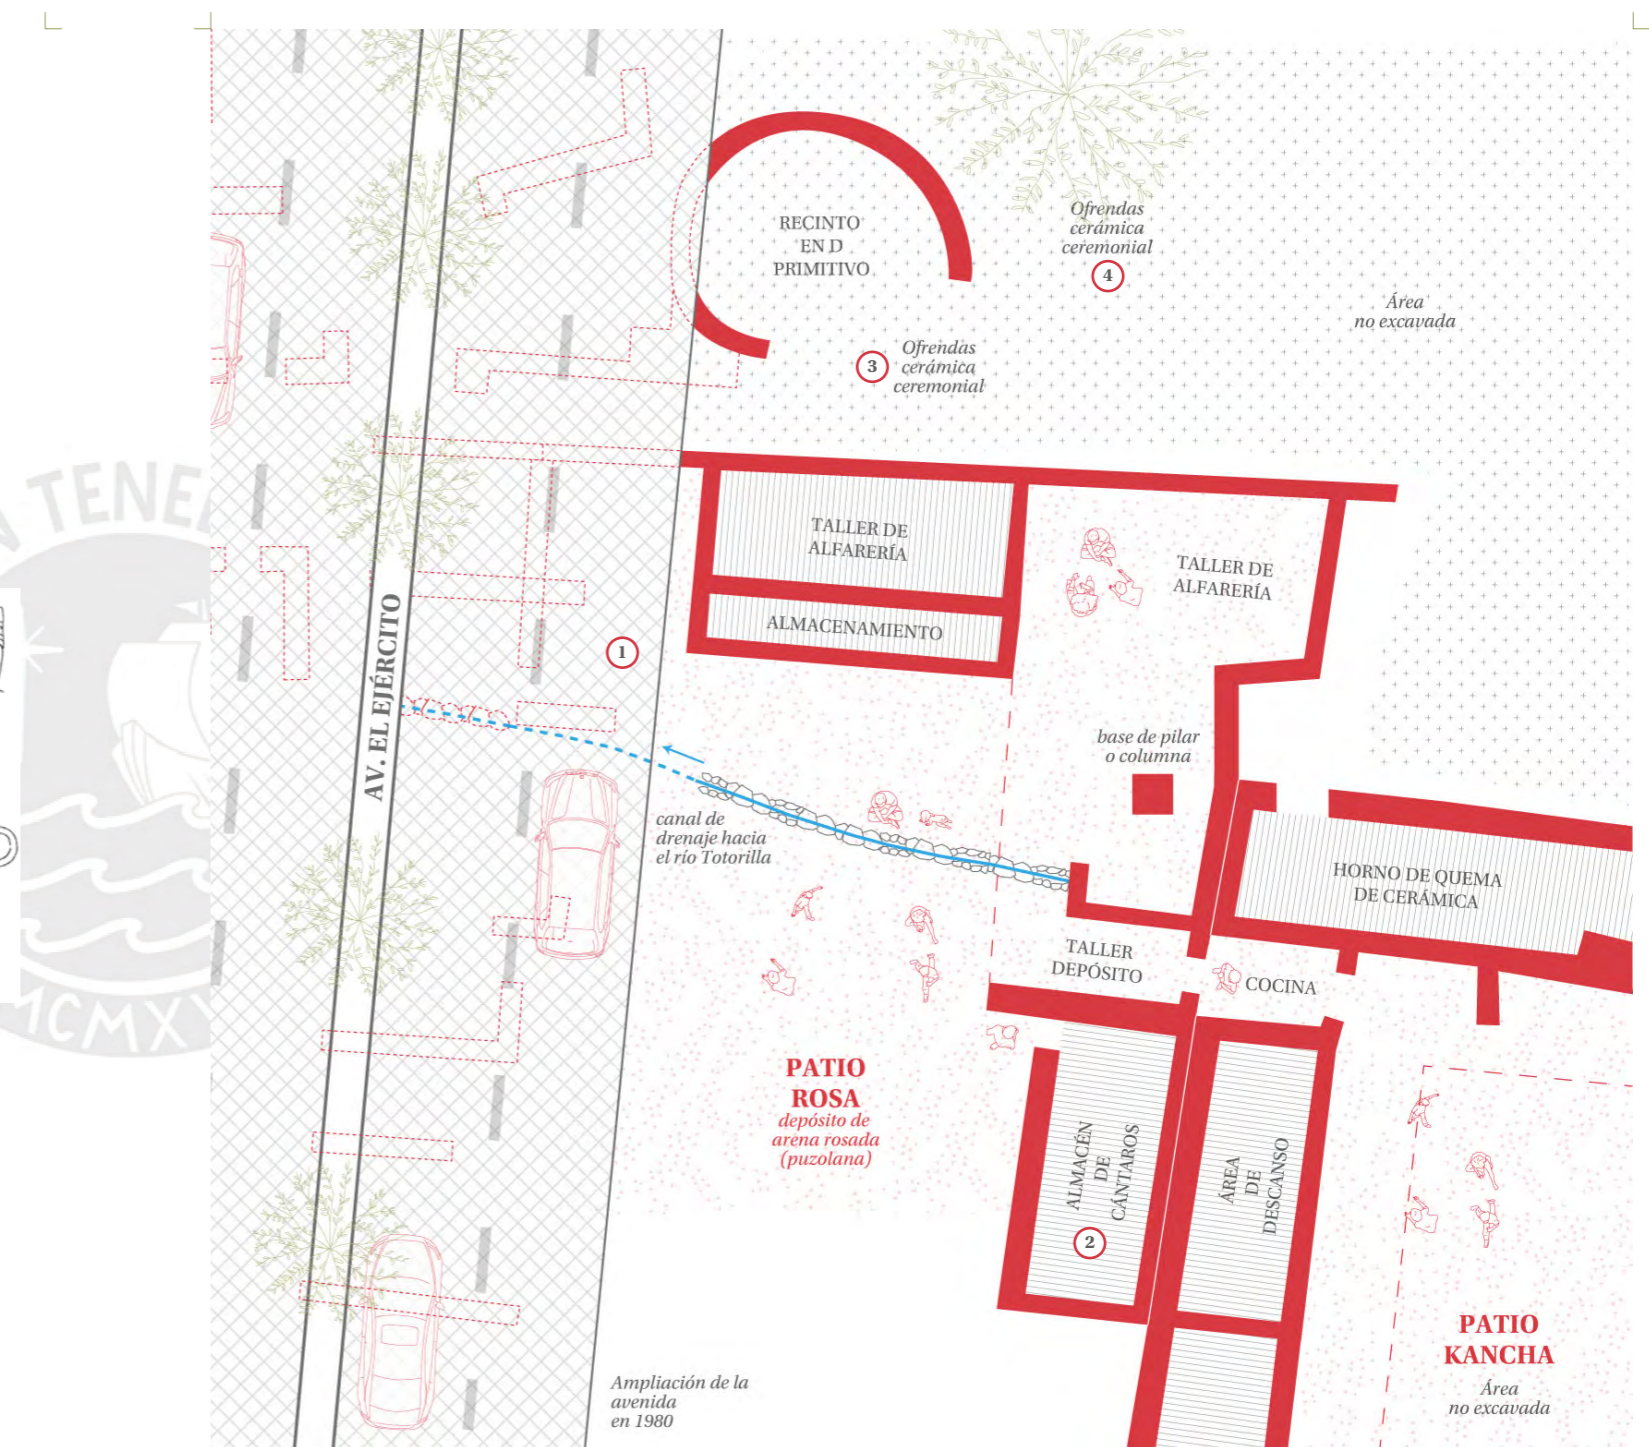 RECINTO
EN D
PRIMITIVO
Ofrendas
cerámica
ceremonial
4
Área
no excavada
3
Ofrendas
cerámica
ceremonial
TENE
TALLER DE
ALFARERÍA
TALLER DE
ALFARERÍA
ALMACENAMIENTO
1
AV. EL EJÉRCITO
base de pilar
o columna
canal de
drenaje hacia
el río Totorilla
HORNO DE QUEMA
DE CERÁMICA
TALLER
DEPÓSITO
COCINA
MCMXV
PATIO
ROSA
depósito de
arena rosada
(puzolana)
ALMACÉN
DE
CÁNTAROS
2
ÁREA
DE
DESCANSO
PATIO
KANCHA
Área
no excavada
Ampliación de la
avenida
en 1980